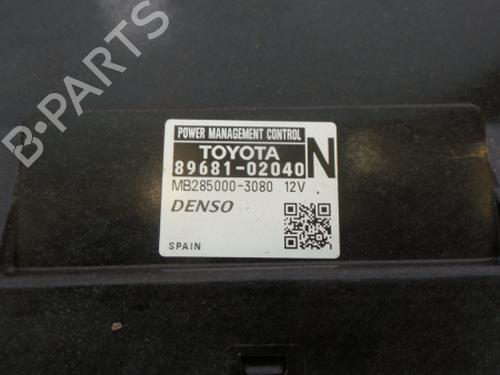 B-PARTS
POWER MANAGEMENT CONTROL
TOYOTA N
89681-02040
MB285000-3080 12V
DENSO
SPAIN